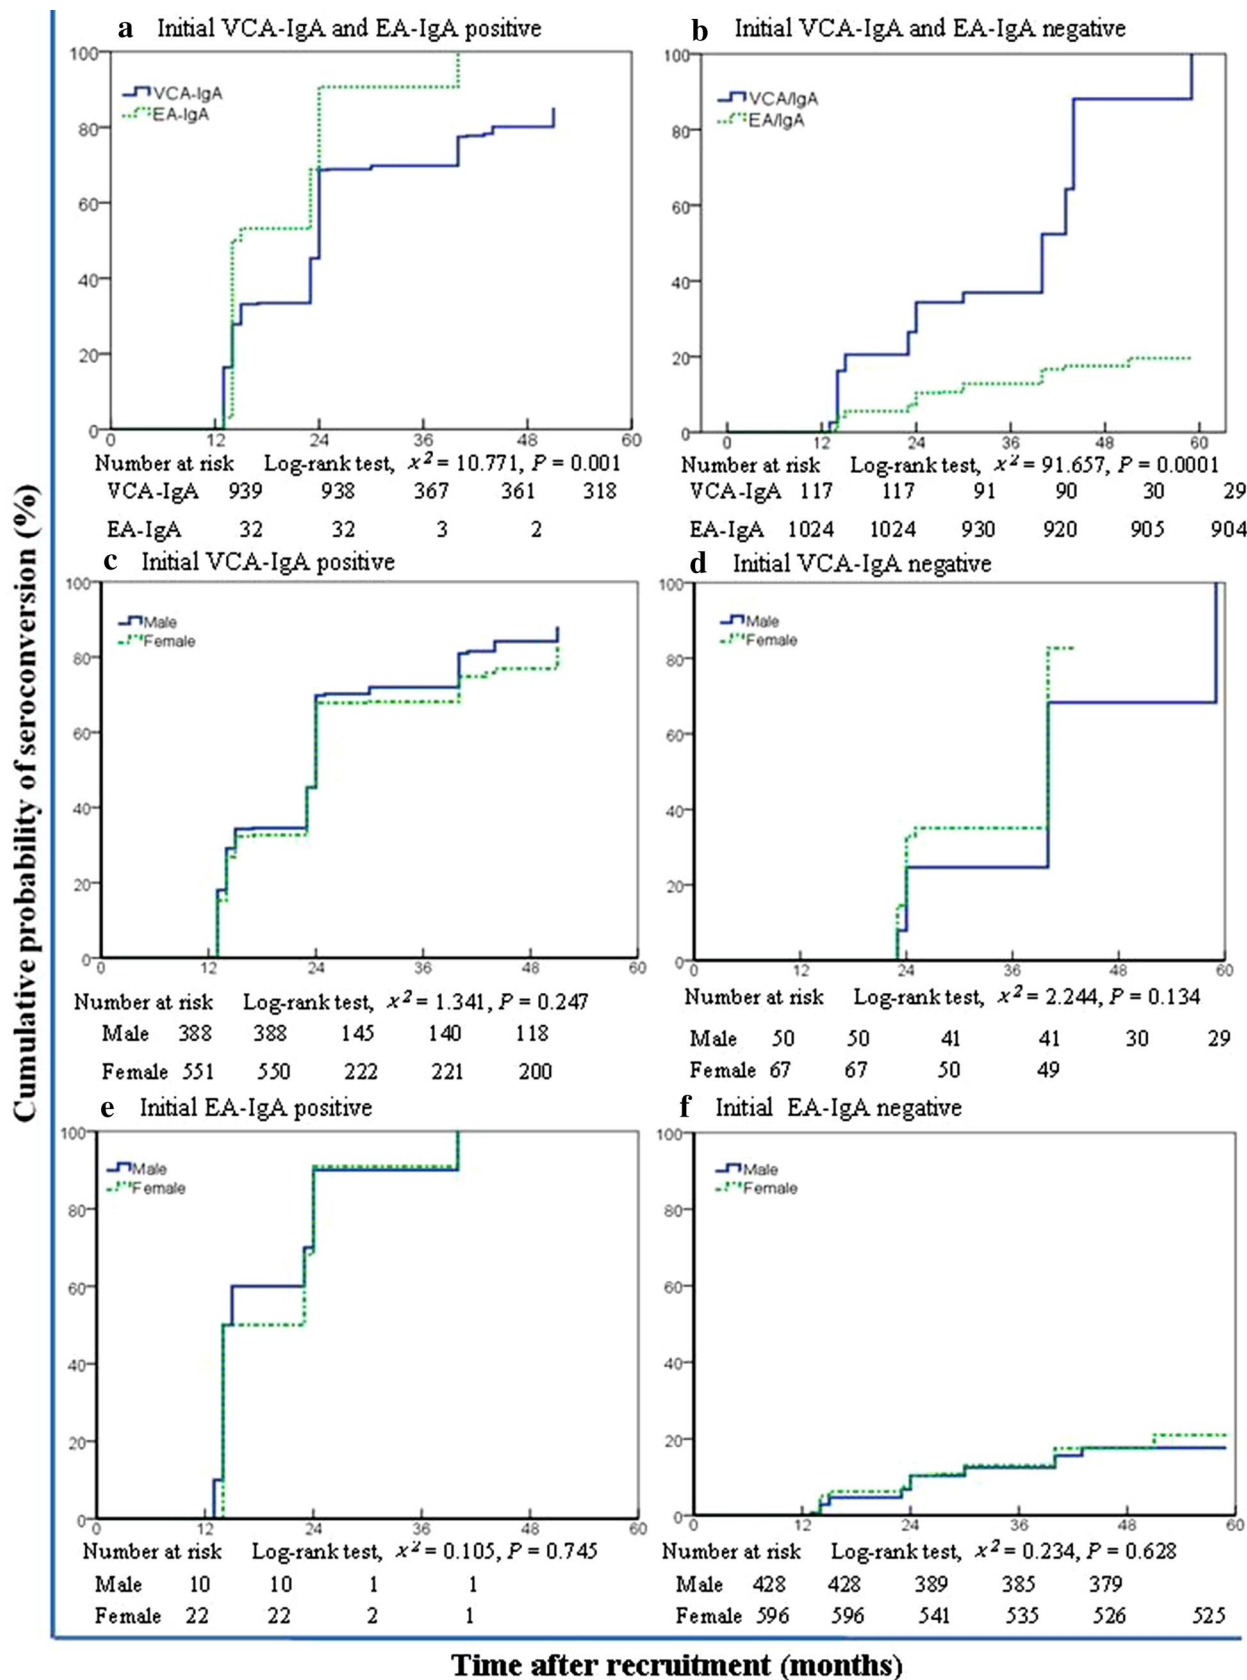 a Initial VCA-IgA and EA-IgA positive
100
80
60
40
20
0
VCA-IgA
EA-IgA
0 12 24 36 48 60
Number at risk Log-rank test, x² = 10.771, P = 0.001
VCA-IgA 939 938 367 361 318
EA-IgA 32 32 3 2
b Initial VCA-IgA and EA-IgA negative
100
80
60
40
20
0
VCA/IgA
EA/IgA
0 12 24 36 48 60
Number at risk Log-rank test, x² = 91.657, P = 0.0001
VCA-IgA 117 117 91 90 30 29
EA-IgA 1024 1024 930 920 905 904
c Initial VCA-IgA positive
100
80
60
40
20
0
Male
Female
0 12 24 36 48 60
Number at risk Log-rank test, x² = 1.341, P = 0.247
Male 388 388 145 140 118
Female 551 550 222 221 200
d Initial VCA-IgA negative
100
80
60
40
20
0
Male
Female
0 12 24 36 48 60
Number at risk Log-rank test, x² = 2.244, P = 0.134
Male 50 50 41 41 30 29
Female 67 67 50 49
e Initial EA-IgA positive
100
80
60
40
20
0
Male
Female
0 12 24 36 48 60
Number at risk Log-rank test, x² = 0.105, P = 0.745
Male 10 10 1 1
Female 22 22 2 1
f Initial EA-IgA negative
100
80
60
40
20
0
Male
Female
0 12 24 36 48 60
Number at risk Log-rank test, x² = 0.234, P = 0.628
Male 428 428 389 385 379
Female 596 596 541 535 526 525
Cumulative probability of seroconversion (%)
Time after recruitment (months)